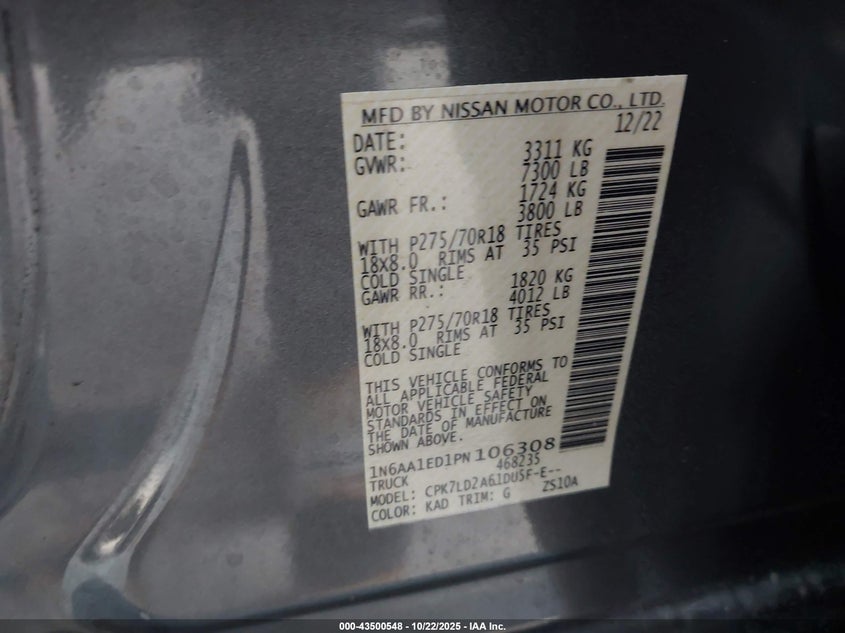 MFD BY NISSAN MOTOR CO., LTD.
DATE: 12/22
GVWR: 3311 KG
7300 LB
GAWR FR.: 1724 KG
3800 LB
WITH P275/70R18 TIRES
18x8.0 RIMS AT 35 PSI
COLD SINGLE
GAWR RR.: 1820 KG
4012 LB
WITH P275/70R18 TIRES
18x8.0 RIMS AT 35 PSI
COLD SINGLE
THIS VEHICLE CONFORMS TO
ALL APPLICABLE FEDERAL
MOTOR VEHICLE SAFETY
STANDARDS IN EFFECT ON
THE DATE OF MANUFACTURE
SHOWN ABOVE.
1N6AA1ED1PN106308
TRUCK 468235
MODEL: CPK7LD2A61DU5F-E--
COLOR: KAD TRIM: G ZS10A
000-43500548 - 10/22/2025 - IAA Inc.